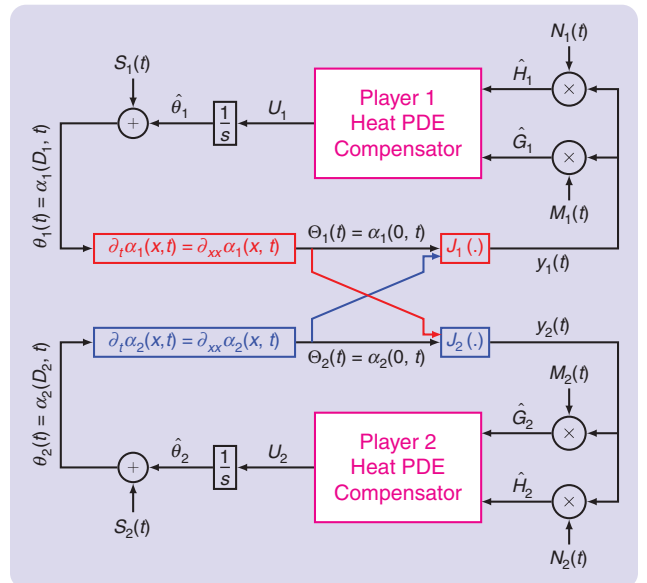 N₁(t)
S₁(t)
Ĥ₁
×
θ̂₁
U₁
Player 1
Heat PDE
Compensator
+
1/s
Ĝ₁
×
θ₁(t) = α₁(D₁, t)
M₁(t)
Θ₁(t) = α₁(0, t)
∂ₜα₁(x,t) = ∂ₓₓα₁(x, t)
J₁(.)
y₁(t)
y₂(t)
∂ₜα₂(x,t) = ∂ₓₓα₂(x, t)
J₂(.)
Θ₂(t) = α₂(0, t)
M₂(t)
θ₂(t) = α₂(D₂, t)
Ĝ₂
×
Player 2
Heat PDE
Compensator
θ̂₂
U₂
+
1/s
Ĥ₂
×
S₂(t)
N₂(t)